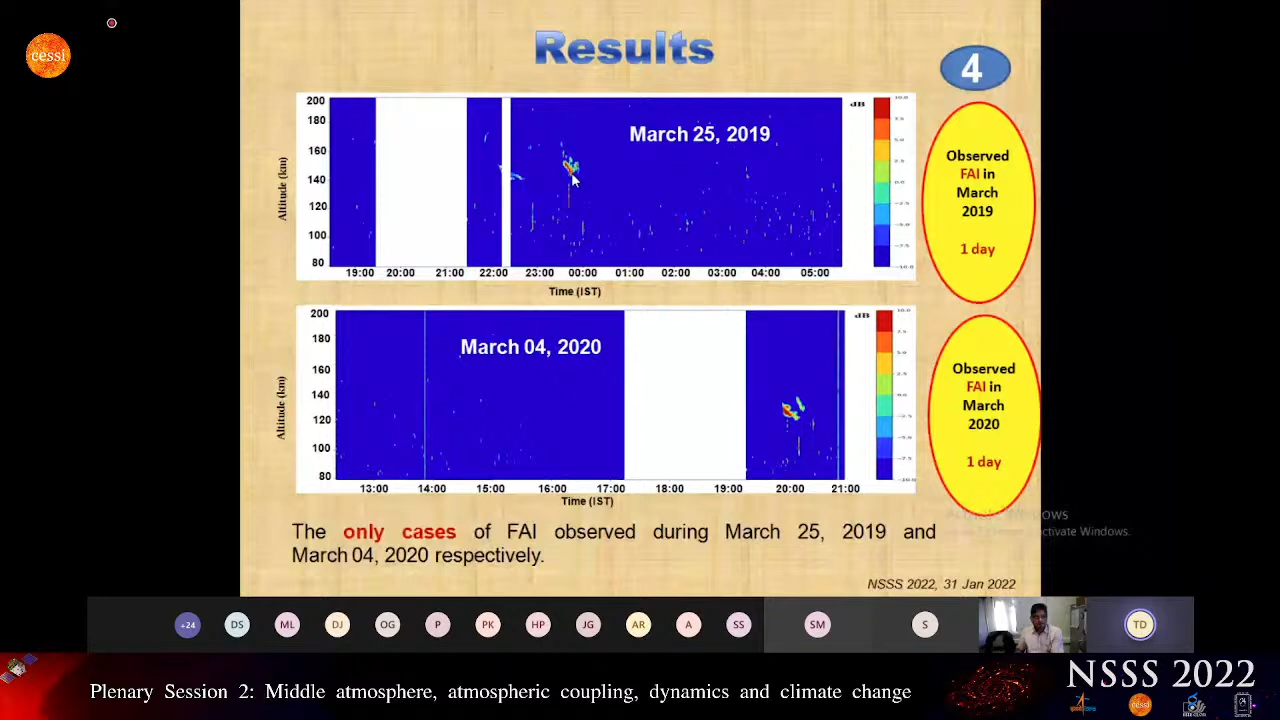 cessi
Results
4
200
180
160
140
120
100
80
Altitude (km)
March 25, 2019
dB
19:00 20:00 21:00 22:00 23:00 00:00 01:00 02:00 03:00 04:00 05:00
Time (IST)
Observed
FAI in
March
2019
1 day
200
180
160
140
120
100
80
Altitude (km)
March 04, 2020
dB
13:00 14:00 15:00 16:00 17:00 18:00 19:00 20:00 21:00
Time (IST)
Observed
FAI in
March
2020
1 day
The only cases of FAI observed during March 25, 2019 and
March 04, 2020 respectively.
activate Windows.
NSSS 2022, 31 Jan 2022
+24 DS ML DJ OG P PK HP JG AR A SS SM S TD
Plenary Session 2: Middle atmosphere, atmospheric coupling, dynamics and climate change
NSSS 2022
cessi